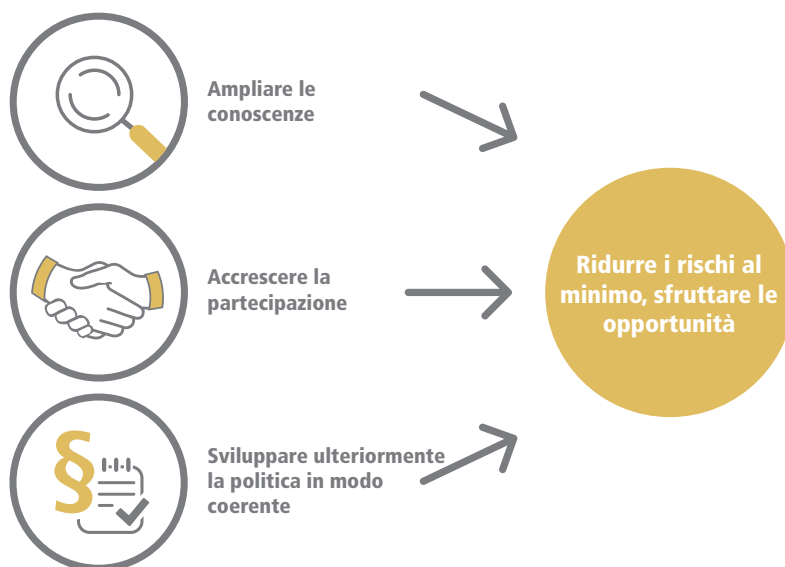 Ampliare le
conoscenze
Accrescere la
partecipazione
Ridurre i rischi al
minimo, sfruttare le
opportunità
§
Sviluppare ulteriormente
la politica in modo
coerente